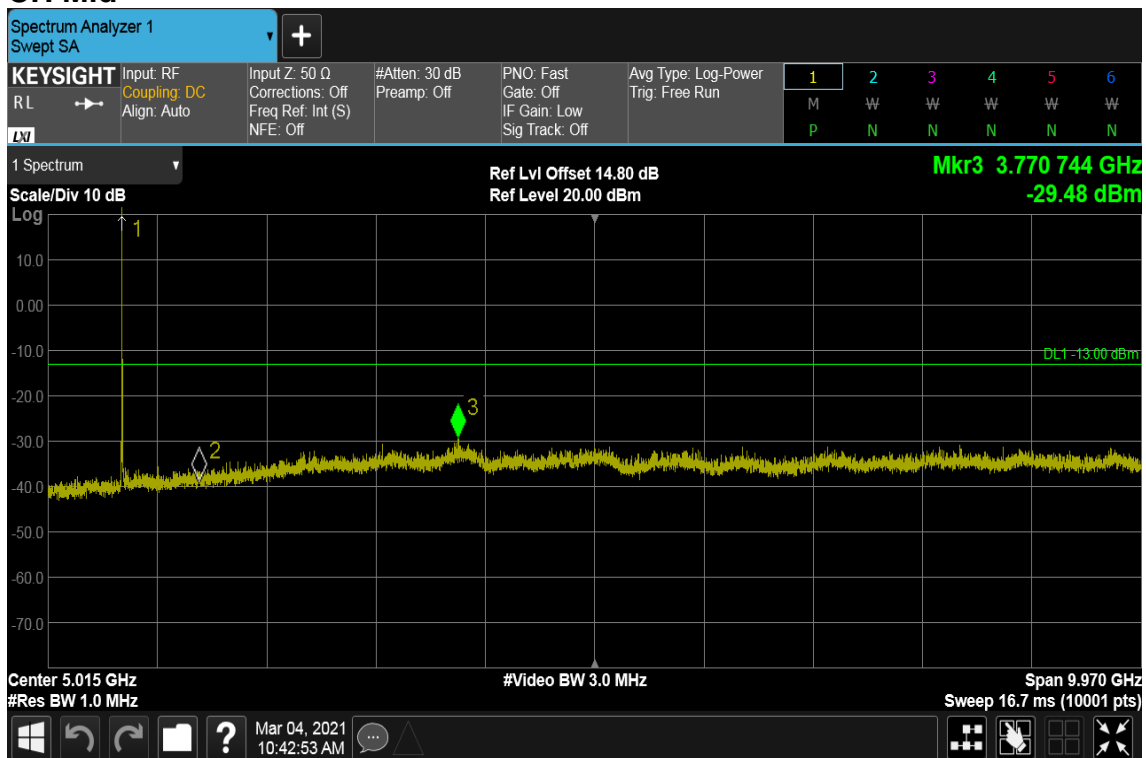 Spectrum Analyzer 1
Swept SA
+
KEYSIGHT
RL
LXI
Input: RF
Coupling: DC
Align: Auto
Input Z: 50 Ω
Corrections: Off
Freq Ref: Int (S)
NFE: Off
#Atten: 30 dB
Preamp: Off
PNO: Fast
Gate: Off
IF Gain: Low
Sig Track: Off
Avg Type: Log-Power
Trig: Free Run
1 2 3 4 5 6
M W W W W W
P N N N N N
1 Spectrum
Ref Lvl Offset 14.80 dB
Mkr3 3.770 744 GHz
Scale/Div 10 dB
Ref Level 20.00 dBm
-29.48 dBm
Log
1
10.0
0.00
-10.0
DL1 -13.00 dBm
-20.0
3
-30.0
2
-40.0
-50.0
-60.0
-70.0
Center 5.015 GHz
#Video BW 3.0 MHz
Span 9.970 GHz
#Res BW 1.0 MHz
Sweep 16.7 ms (10001 pts)
?
Mar 04, 2021
10:42:53 AM